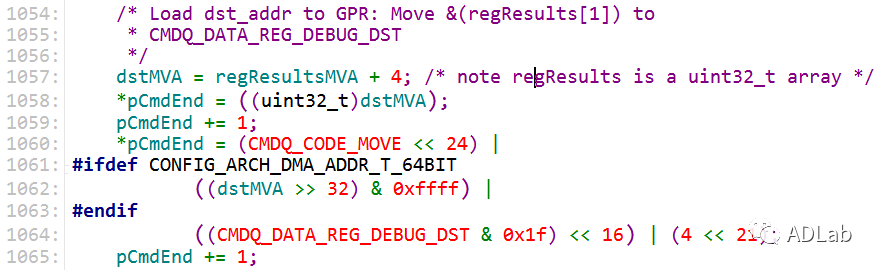 1054: /* Load dst_addr to GPR: Move &(regResults[1]) to
1055: * CMDQ_DATA_REG_DEBUG_DST
1056: */
1057: dstMVA = regResultsMVA + 4; /* note regResults is a uint32_t array */
1058: *pCmdEnd = ((uint32_t)dstMVA);
1059: pCmdEnd += 1;
1060: *pCmdEnd = (CMDQ_CODE_MOVE << 24) |
1061: #ifdef CONFIG_ARCH_DMA_ADDR_T_64BIT
1062: ((dstMVA >> 32) & 0xffff) |
1063: #endif
1064: ((CMDQ_DATA_REG_DEBUG_DST & 0x1f) << 16) | (4 << ADLab
1065: pCmdEnd += 1;